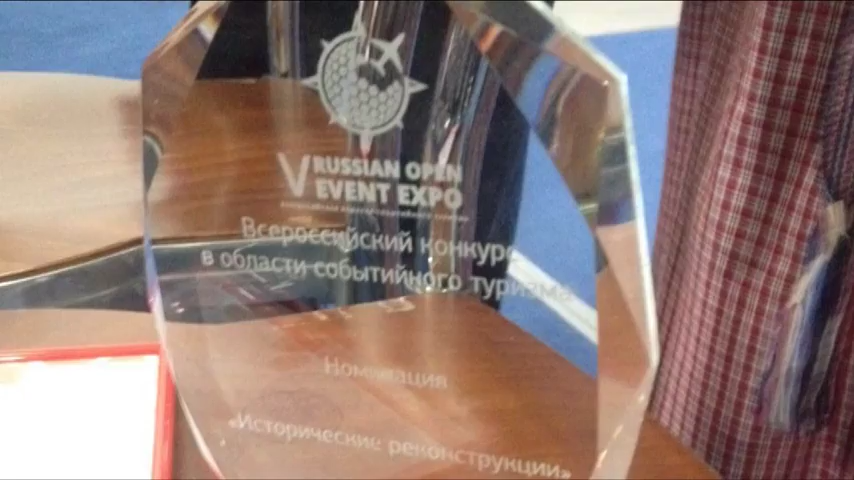 V RUSSIAN OPEN
EVENT EXPO
Всероссийский конкурс
в области событийного туризма
Номинация
«Исторические реконструкции»